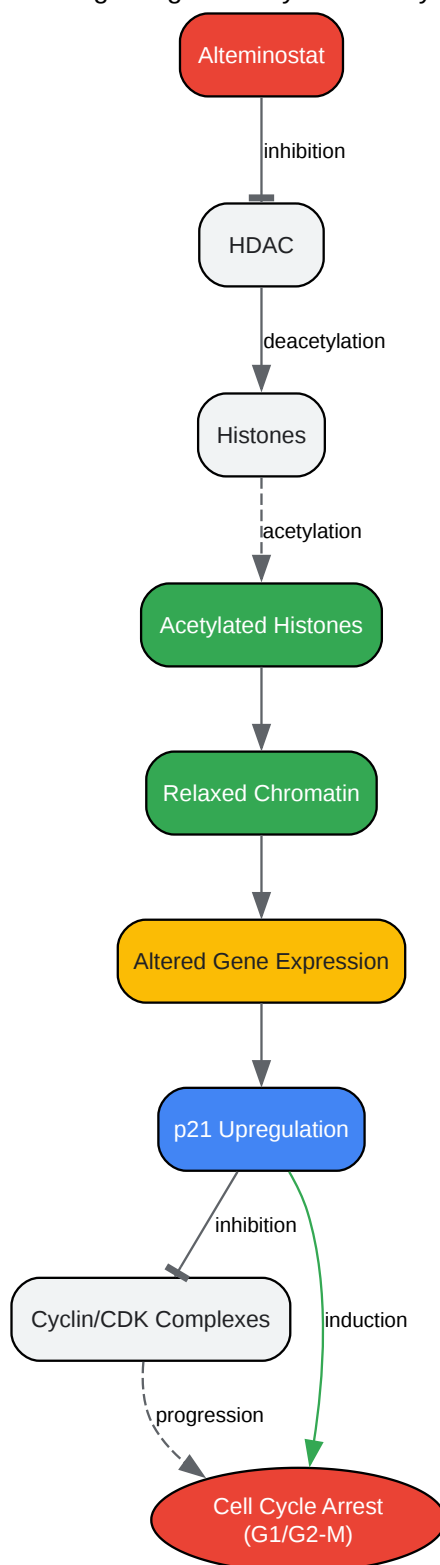 Alteminostat
inhibition
HDAC
deacetylation
Histones
acetylation
Acetylated Histones
Relaxed Chromatin
Altered Gene Expression
p21 Upregulation
inhibition
Cyclin/CDK Complexes
induction
progression
Cell Cycle Arrest
(G1/G2-M)